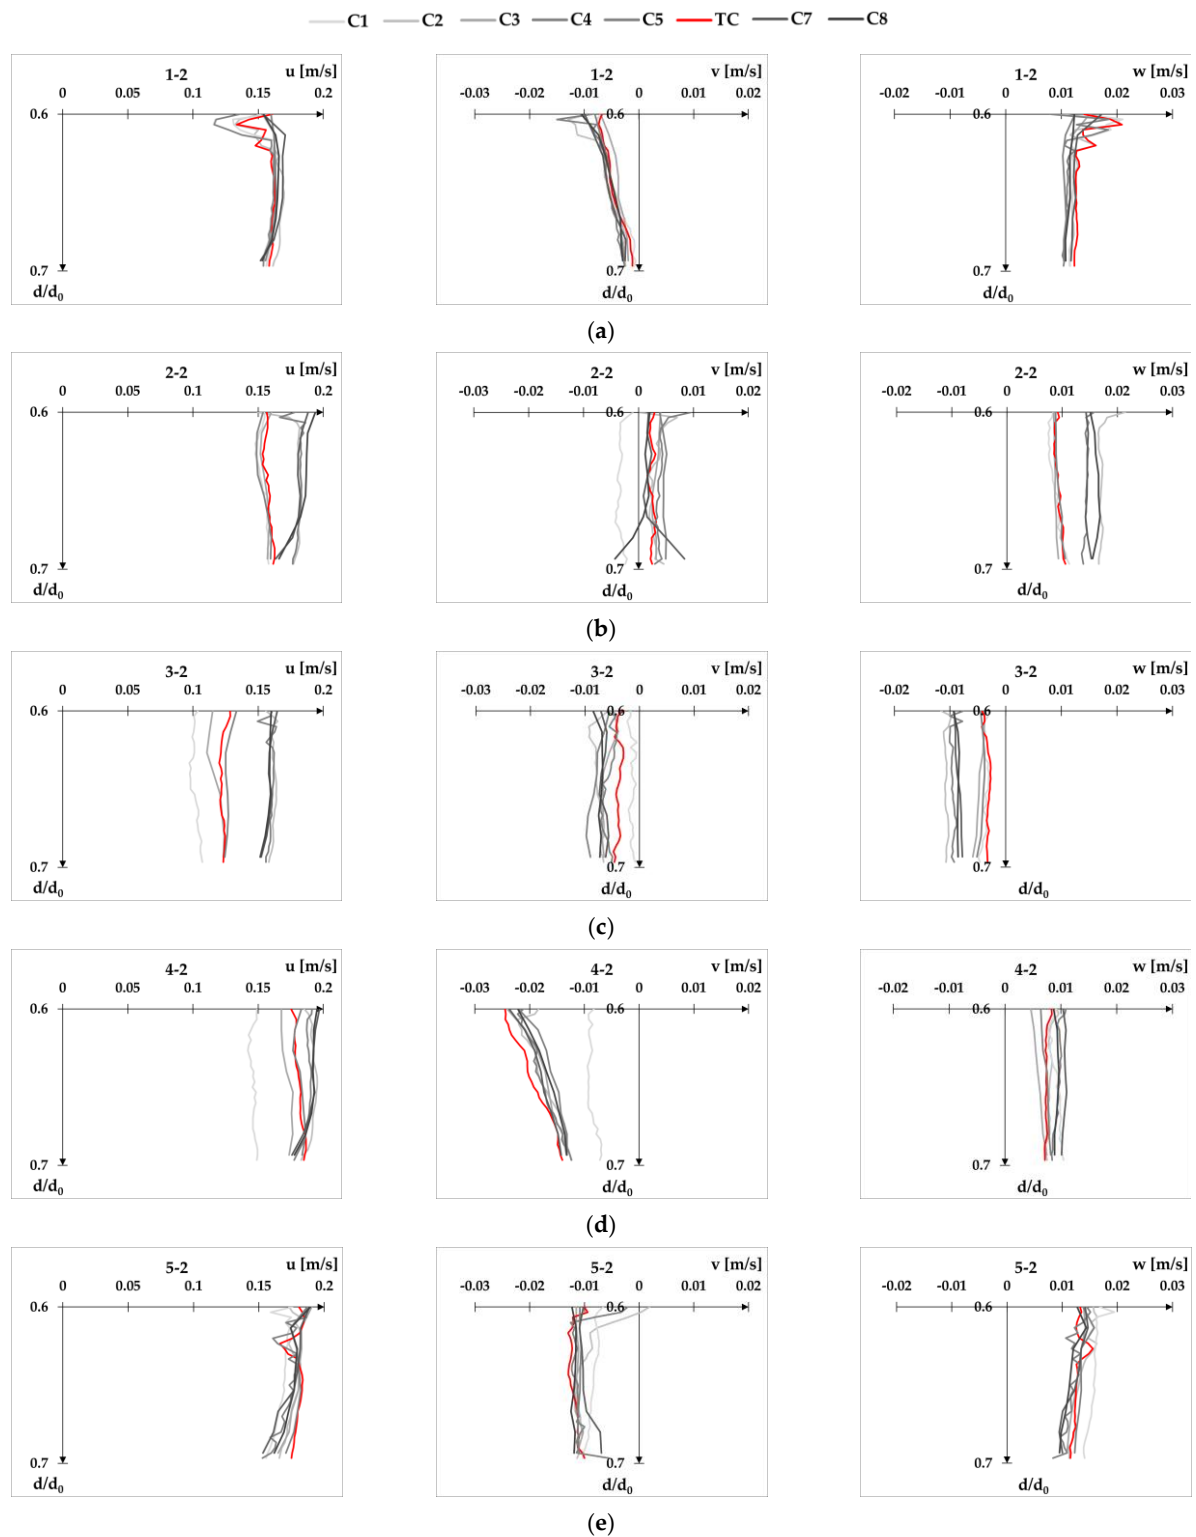 C1 C2 C3 C4 C5 TC C7 C8
1-2 u [m/s] 1-2 v [m/s] 1-2 w [m/s]
0 0.05 0.1 0.15 0.2 -0.03 -0.02 -0.01 0 0.01 0.02 -0.02 -0.01 0 0.01 0.02 0.03
0.6 0.6 0.6
0.7 0.7 0.7
d/d0 d/d0 d/d0
(a)
2-2 u [m/s] 2-2 v [m/s] 2-2 w [m/s]
0 0.05 0.1 0.15 0.2 -0.03 -0.02 -0.01 0 0.01 0.02 -0.02 -0.01 0 0.01 0.02 0.03
0.6 0.6 0.6
0.7 0.7 0.7
d/d0 d/d0 d/d0
(b)
3-2 u [m/s] 3-2 v [m/s] 3-2 w [m/s]
0 0.05 0.1 0.15 0.2 -0.03 -0.02 -0.01 0 0.01 0.02 -0.02 -0.01 0 0.01 0.02 0.03
0.6 0.6 0.6
0.7 0.7 0.7
d/d0 d/d0 d/d0
(c)
4-2 u [m/s] 4-2 v [m/s] 4-2 w [m/s]
0 0.05 0.1 0.15 0.2 -0.03 -0.02 -0.01 0 0.01 0.02 -0.02 -0.01 0 0.01 0.02 0.03
0.6 0.6 0.6
0.7 0.7 0.7
d/d0 d/d0 d/d0
(d)
5-2 u [m/s] 5-2 v [m/s] 5-2 w [m/s]
0 0.05 0.1 0.15 0.2 -0.03 -0.02 -0.01 0 0.01 0.02 -0.02 -0.01 0 0.01 0.02 0.03
0.6 0.6 0.6
0.7 0.7 0.7
d/d0 d/d0 d/d0
(e)